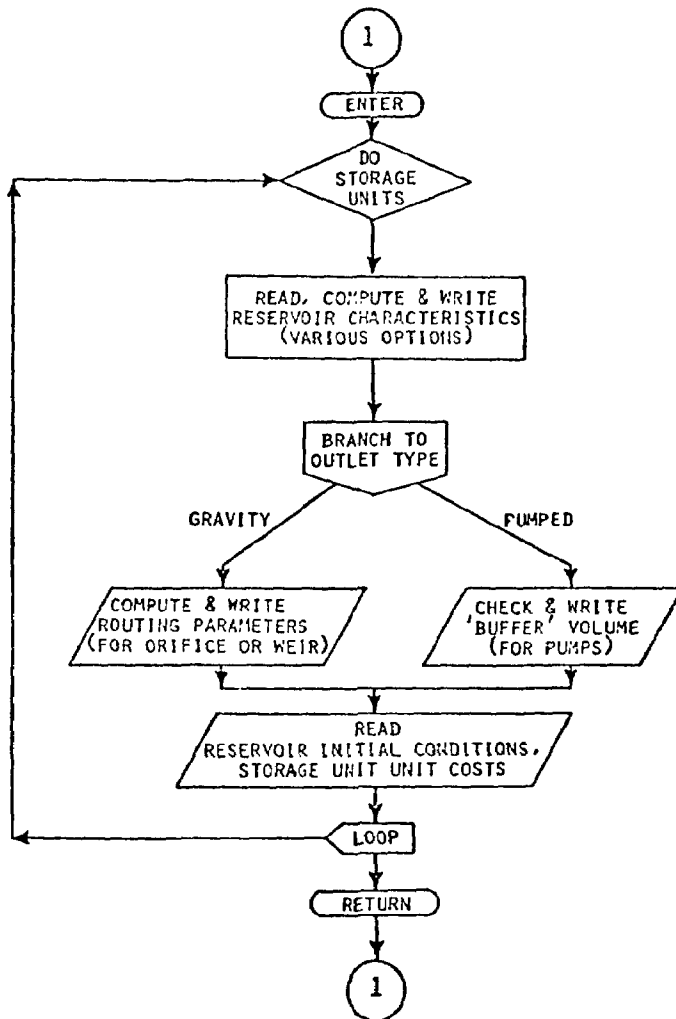 1
ENTER
DO
STORAGE
UNITS
READ, COMPUTE & WRITE
RESERVOIR CHARACTERISTICS
(VARIOUS OPTIONS)
BRANCH TO
OUTLET TYPE
GRAVITY
PUMPED
COMPUTE & WRITE
ROUTING PARAMETERS
(FOR ORIFICE OR WEIR)
CHECK & WRITE
'BUFFER' VOLUME
(FOR PUMPS)
READ
RESERVOIR INITIAL CONDITIONS,
STORAGE UNIT UNIT COSTS
LOOP
RETURN
1